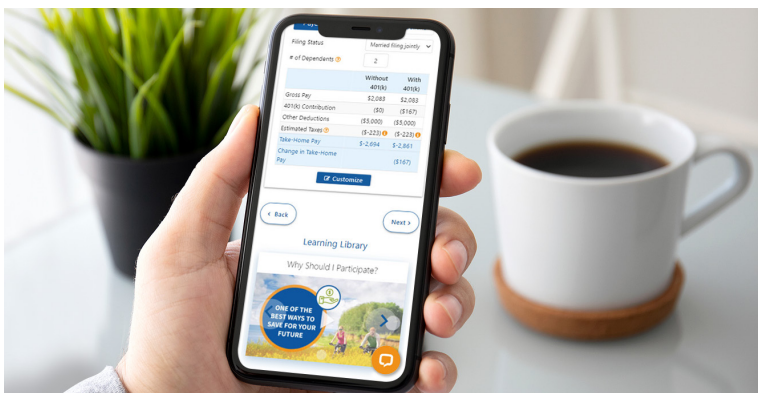 Filing Status Married filing jointly
# of Dependents 2
Without 401(k) With 401(k)
Gross Pay $2,083 $2,083
401(k) Contribution ($0) ($167)
Other Deductions ($5,000) ($5,000)
Estimated Taxes ($-223) ($-223)
Take-Home Pay $-2,694 $-2,861
Change in Take-Home Pay ($167)
Customize
< Back
Next >
Learning Library
Why Should I Participate?
ONE OF THE
BEST WAYS TO
SAVE FOR YOUR
FUTURE